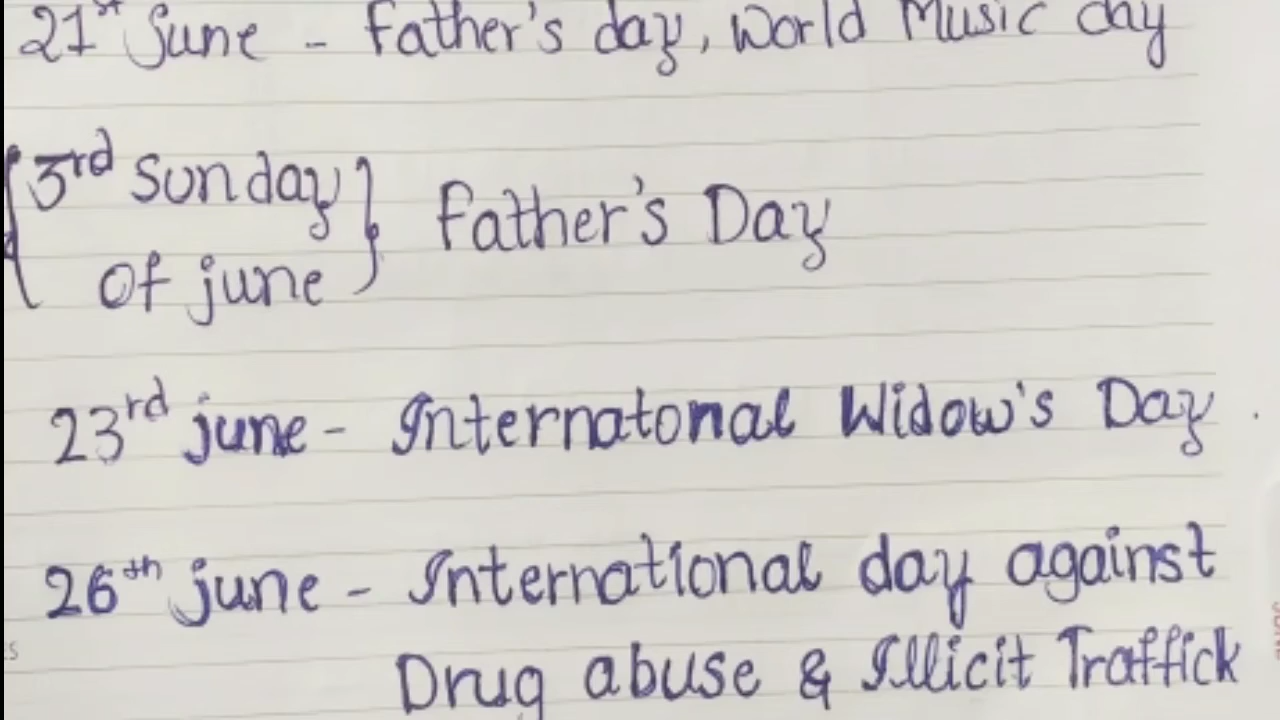 21st June - Father's day, World Music day
{3rd Sunday
of june} Father's Day
23rd june - Internatonal Widow's Day.
26th june - International day against
Drug abuse & Illicit Traffick